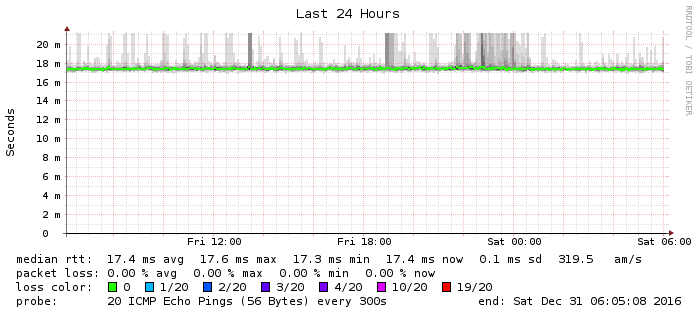 Last 24 Hours
RRDTOOL / TOBI OETIKER
Seconds
20 m
18 m
16 m
14 m
12 m
10 m
8 m
6 m
4 m
2 m
0
Fri 12:00 Fri 18:00 Sat 00:00 Sat 06:00
median rtt: 17.4 ms avg 17.6 ms max 17.3 ms min 17.4 ms now 0.1 ms sd 319.5 am/s
packet loss: 0.00 % avg 0.00 % max 0.00 % min 0.00 % now
loss color: 0 1/20 2/20 3/20 4/20 10/20 19/20
probe: 20 ICMP Echo Pings (56 Bytes) every 300s end: Sat Dec 31 06:05:08 2016